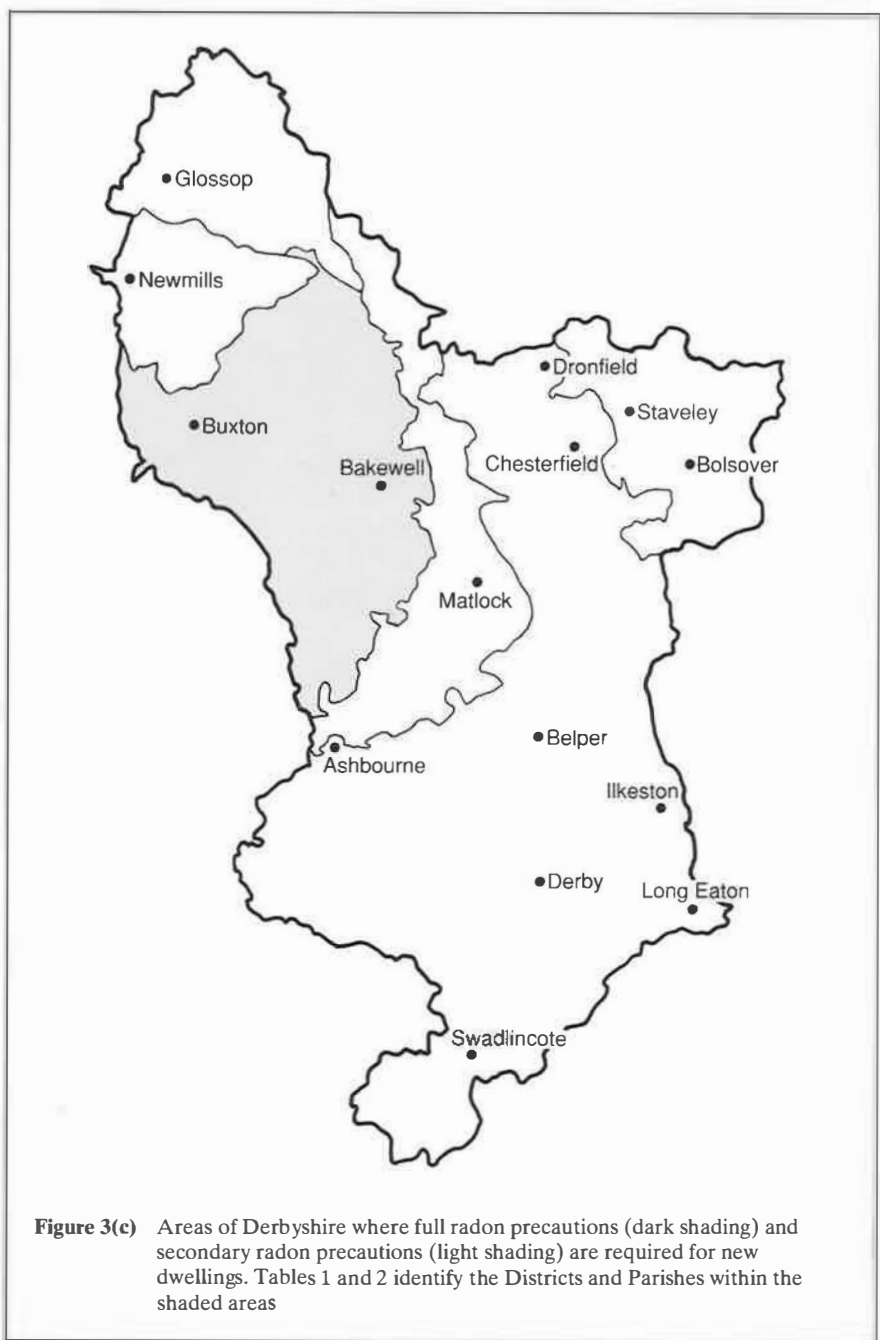 Glossop
Newmills
Dronfield
Staveley
Buxton
Chesterfield
Bolsover
Bakewell
Matlock
Belper
Ashbourne
Ilkeston
Derby
Long Eaton
Swadlincote
Figure 3(c) Areas of Derbyshire where full radon precautions (dark shading) and
secondary radon precautions (light shading) are required for new
dwellings. Tables 1 and 2 identify the Districts and Parishes within the
shaded areas